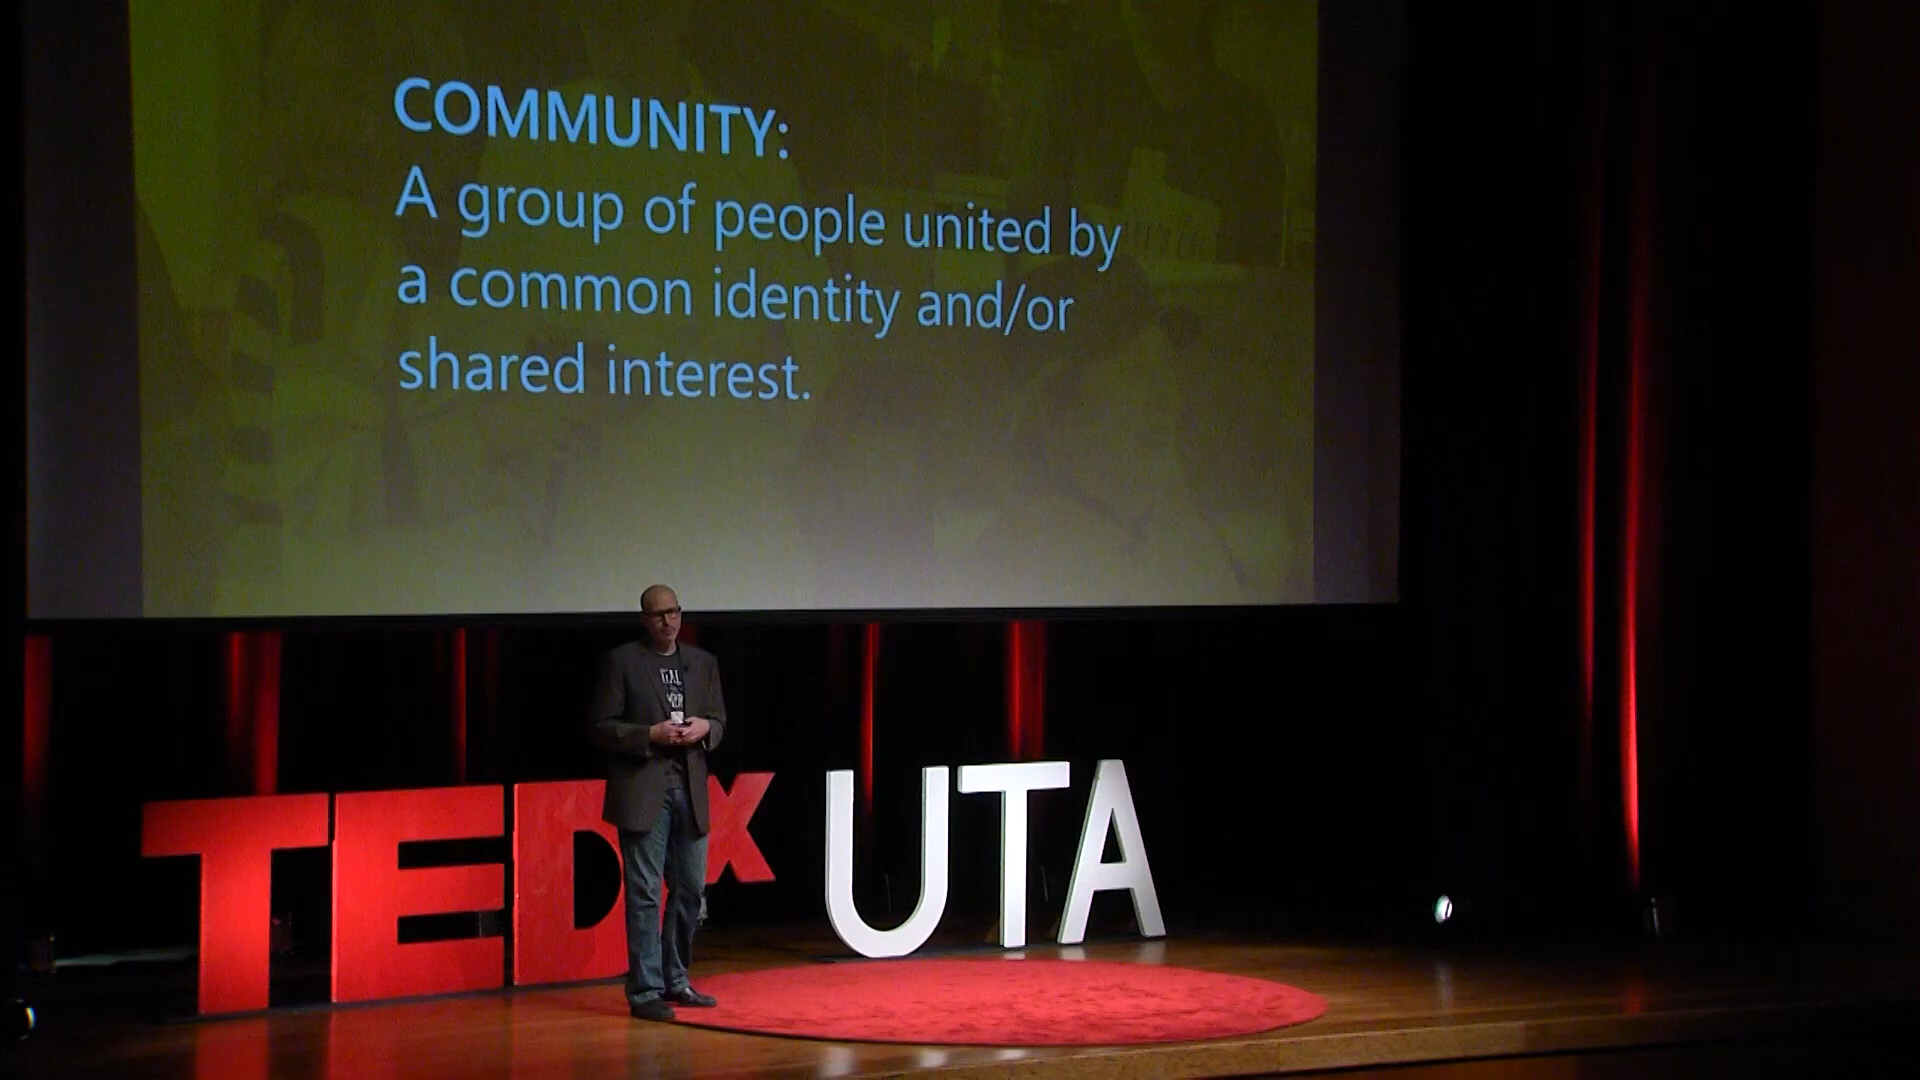 COMMUNITY:
A group of people united by
a common identity and/or
shared interest.
TEDx UTA